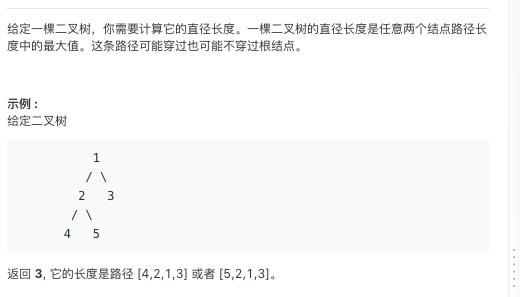 给定一棵二叉树，你需要计算它的直径长度。一棵二叉树的直径长度是任意两个结点路径长
度中的最大值。这条路径可能穿过也可能不穿过根结点。
示例 :
给定二叉树
1
/ \
2   3
/ \
4   5
返回 3, 它的长度是路径 [4,2,1,3] 或者 [5,2,1,3]。